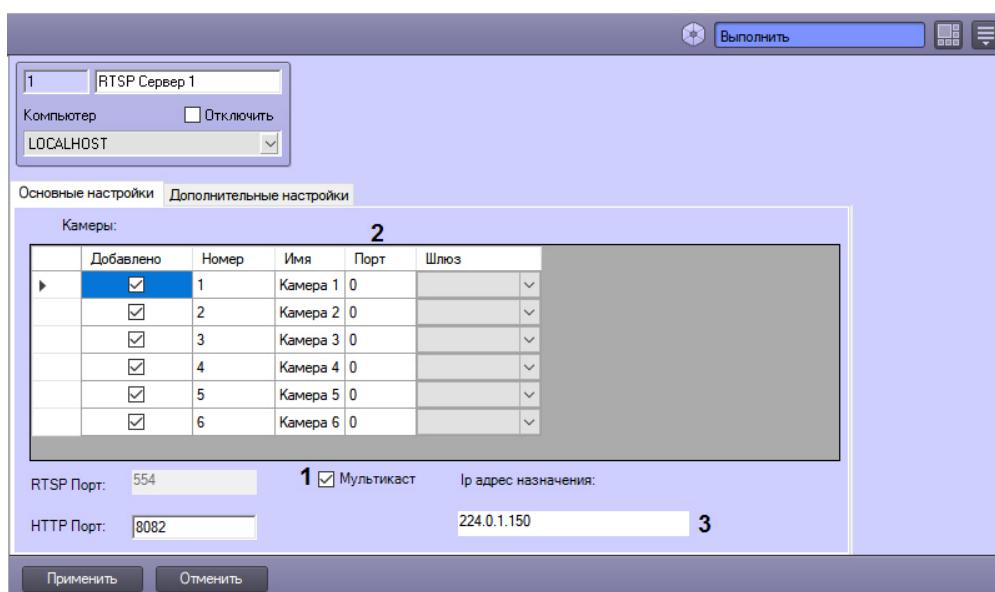 Выполнить
1 RTSP Сервер 1
Компьютер Отключить
LOCALHOST
Основные настройки Дополнительные настройки
Камеры:
2
Добавлено Номер Имя Порт Шлюз
1 Камера 1 0
2 Камера 2 0
3 Камера 3 0
4 Камера 4 0
5 Камера 5 0
6 Камера 6 0
RTSP Порт: 554 1 Мультикаст Ip адрес назначения:
HTTP Порт: 8082 224.0.1.150 3
Применить Отменить